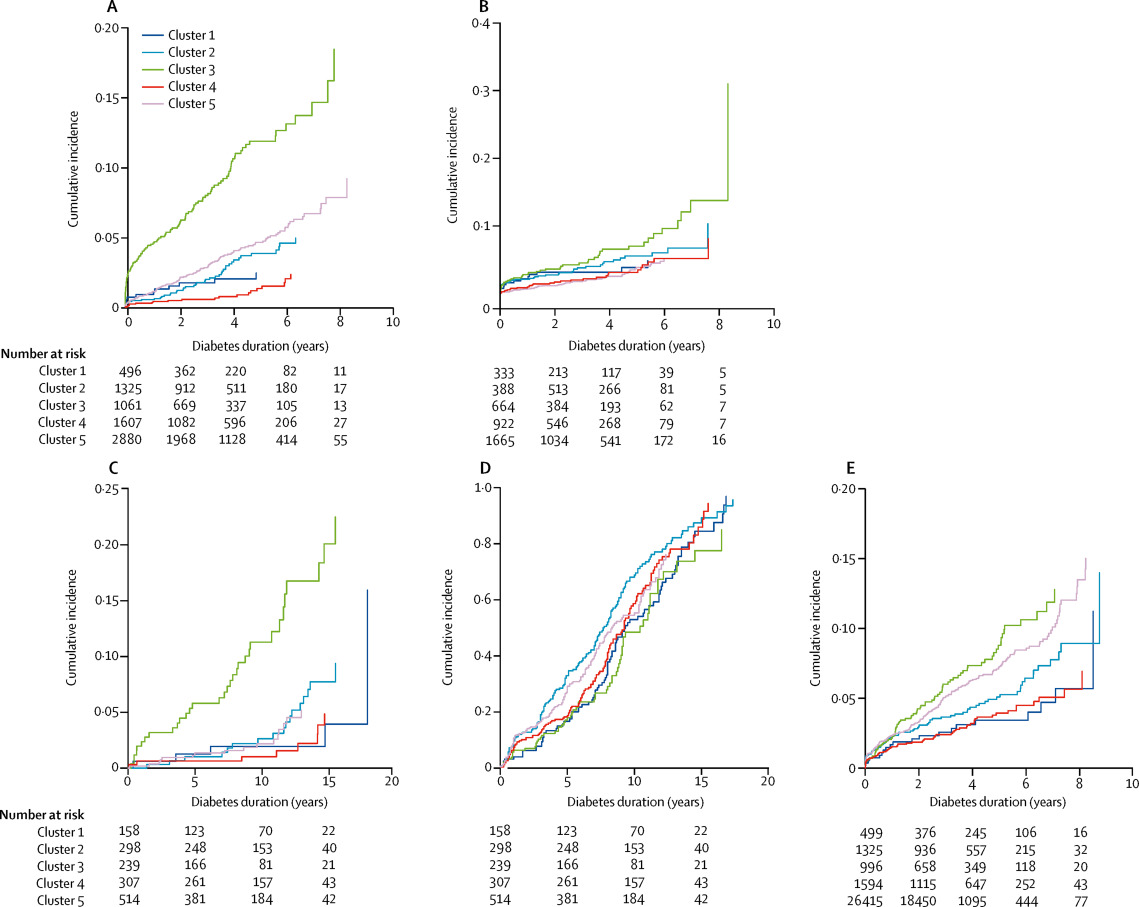 A
0·20
0·15
0·10
0·05
0
Cumulative incidence
Cluster 1
Cluster 2
Cluster 3
Cluster 4
Cluster 5
0 2 4 6 8 10
Diabetes duration (years)
B
0·4
0·3
0·2
0·1
0
Cumulative incidence
0 2 4 6 8 10
Diabetes duration (years)
Number at risk
Cluster 1 496 362 220 82 11
Cluster 2 1325 912 511 180 17
Cluster 3 1061 669 337 105 13
Cluster 4 1607 1082 596 206 27
Cluster 5 2880 1968 1128 414 55
333 213 117 39 5
388 513 266 81 5
664 384 193 62 7
922 546 268 79 7
1665 1034 541 172 16
C
0·25
0·20
0·15
0·10
0·05
0
Cumulative incidence
0 5 10 15 20
Diabetes duration (years)
D
1·0
0·8
0·6
0·4
0·2
0
Cumulative incidence
0 5 10 15 20
Diabetes duration (years)
E
0·20
0·15
0·10
0·05
0
Cumulative incidence
0 2 4 6 8 10
Diabetes duration (years)
Number at risk
Cluster 1 158 123 70 22
Cluster 2 298 248 153 40
Cluster 3 239 166 81 21
Cluster 4 307 261 157 43
Cluster 5 514 381 184 42
158 123 70 22
298 248 153 40
239 166 81 21
307 261 157 43
514 381 184 42
499 376 245 106 16
1325 936 557 215 32
996 658 349 118 20
1594 1115 647 252 43
26415 18450 1095 444 77